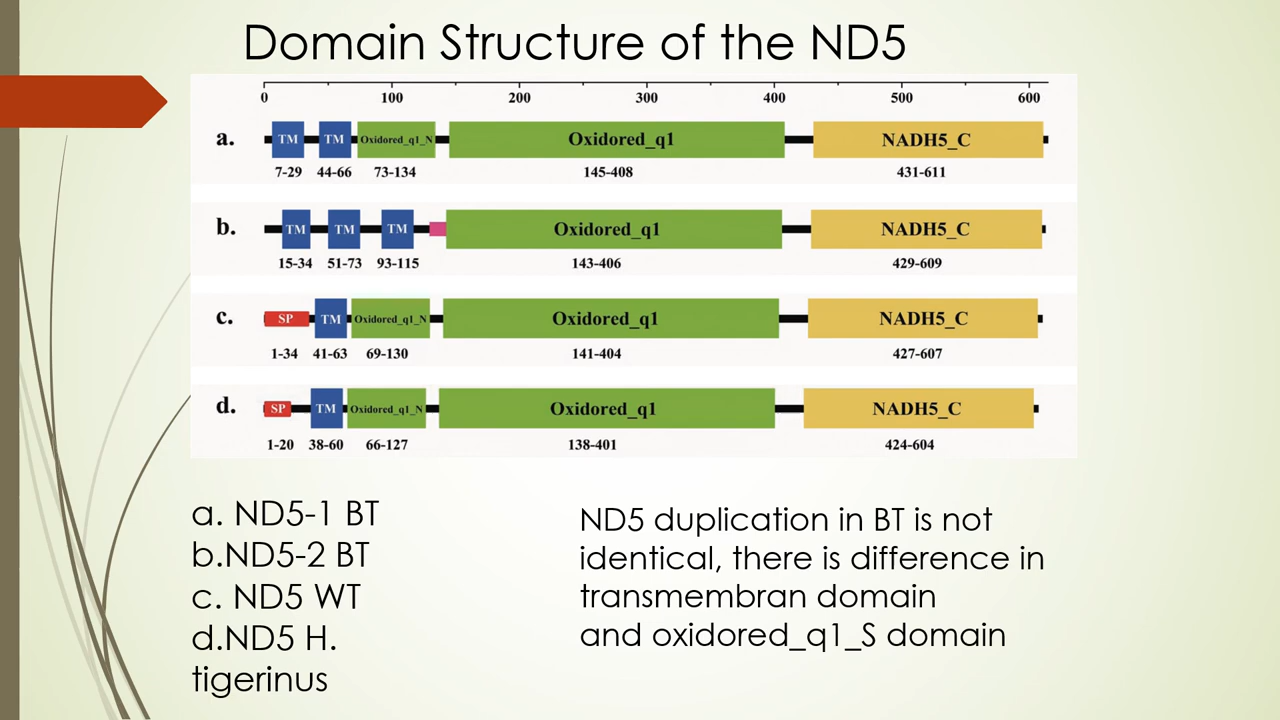 Domain Structure of the ND5
0 100 200 300 400 500 600
a. TM TM Oxidored_q1_N Oxidored_q1 NADH5_C
7-29 44-66 73-134 145-408 431-611
b. TM TM TM Oxidored_q1 NADH5_C
15-34 51-73 93-115 143-406 429-609
c. SP TM Oxidored_q1_N Oxidored_q1 NADH5_C
1-34 41-63 69-130 141-404 427-607
d. SP TM Oxidored_q1_N Oxidored_q1 NADH5_C
1-20 38-60 66-127 138-401 424-604
a. ND5-1 BT
b.ND5-2 BT
c. ND5 WT
d.ND5 H.
tigerinus
ND5 duplication in BT is not
identical, there is difference in
transmembran domain
and oxidored_q1_S domain